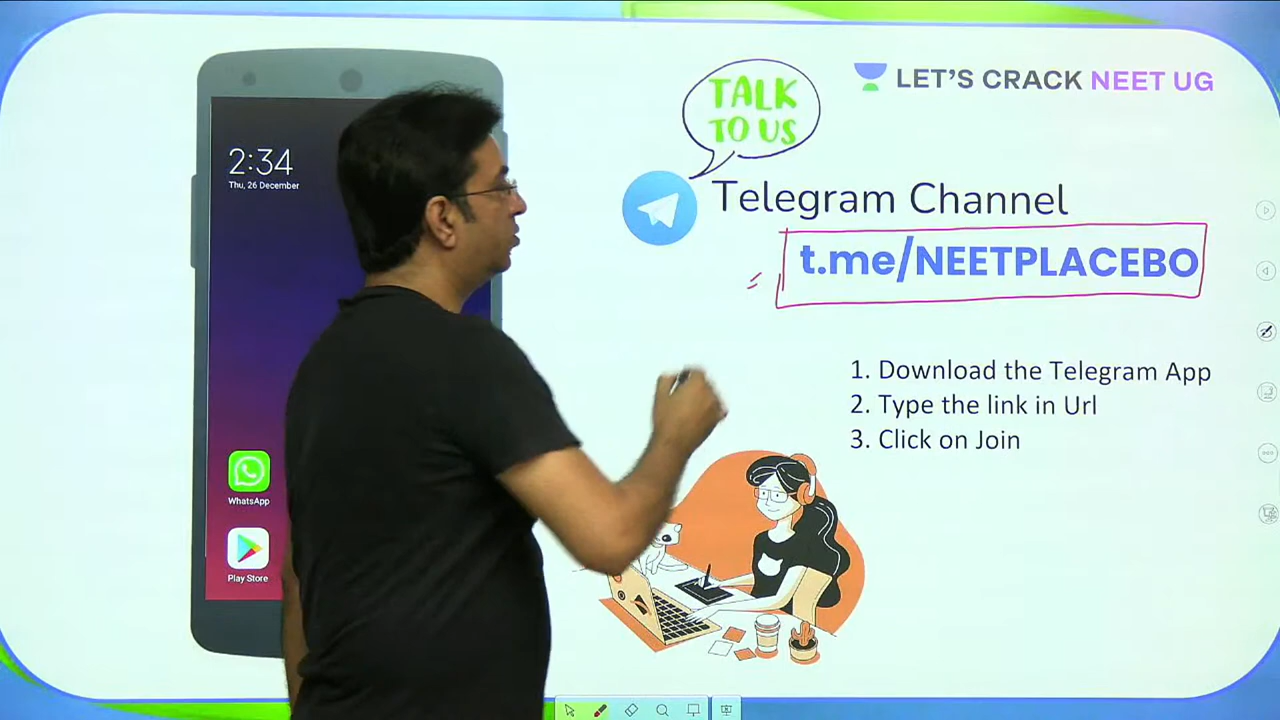 TALK
TO US
LET'S CRACK NEET UG
Telegram Channel
t.me/NEETPLACEBO
2:34
Thu, 26 December
1. Download the Telegram App
2. Type the link in Url
3. Click on Join
WhatsApp
Play Store